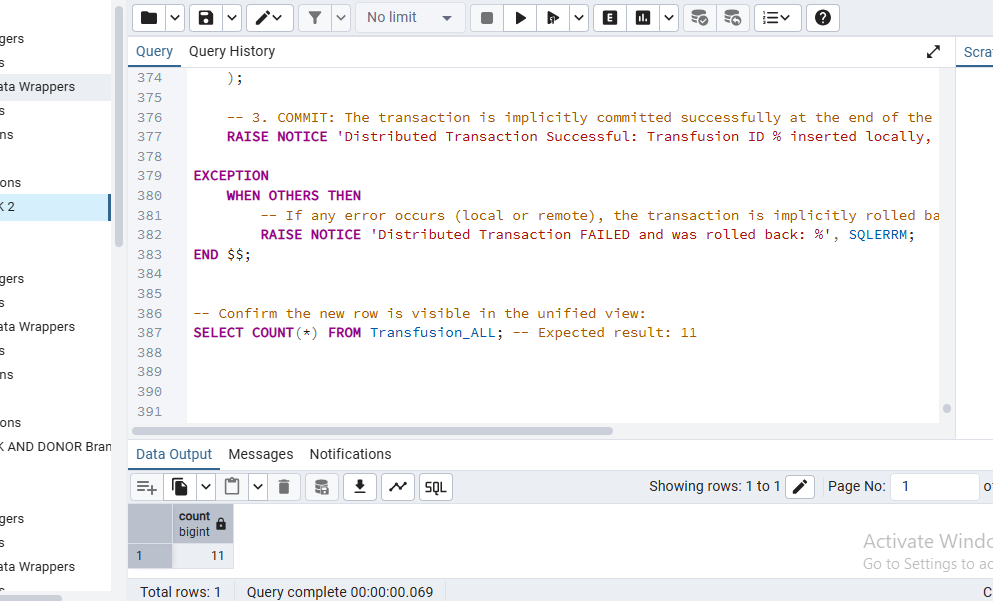 gers
s
ata Wrappers
s
ns
ons
K 2
gers
s
ata Wrappers
s
ns
ons
K AND DONOR Bran
gers
s
ata Wrappers
No limit
Query
Query History
Scra
374 );
375
376 -- 3. COMMIT: The transaction is implicitly committed successfully at the end of the
377 RAISE NOTICE 'Distributed Transaction Successful: Transfusion ID % inserted locally,
378
379 EXCEPTION
380 WHEN OTHERS THEN
381 -- If any error occurs (local or remote), the transaction is implicitly rolled ba
382 RAISE NOTICE 'Distributed Transaction FAILED and was rolled back: %', SQLERRM;
383 END $$;
384
385
386 -- Confirm the new row is visible in the unified view:
387 SELECT COUNT(*) FROM Transfusion_ALL; -- Expected result: 11
388
389
390
391
Data Output Messages Notifications
SQL
Showing rows: 1 to 1
Page No: 1
count
bigint
1 11
Activate Windo
Go to Settings to ac
Total rows: 1 Query complete 00:00:00.069